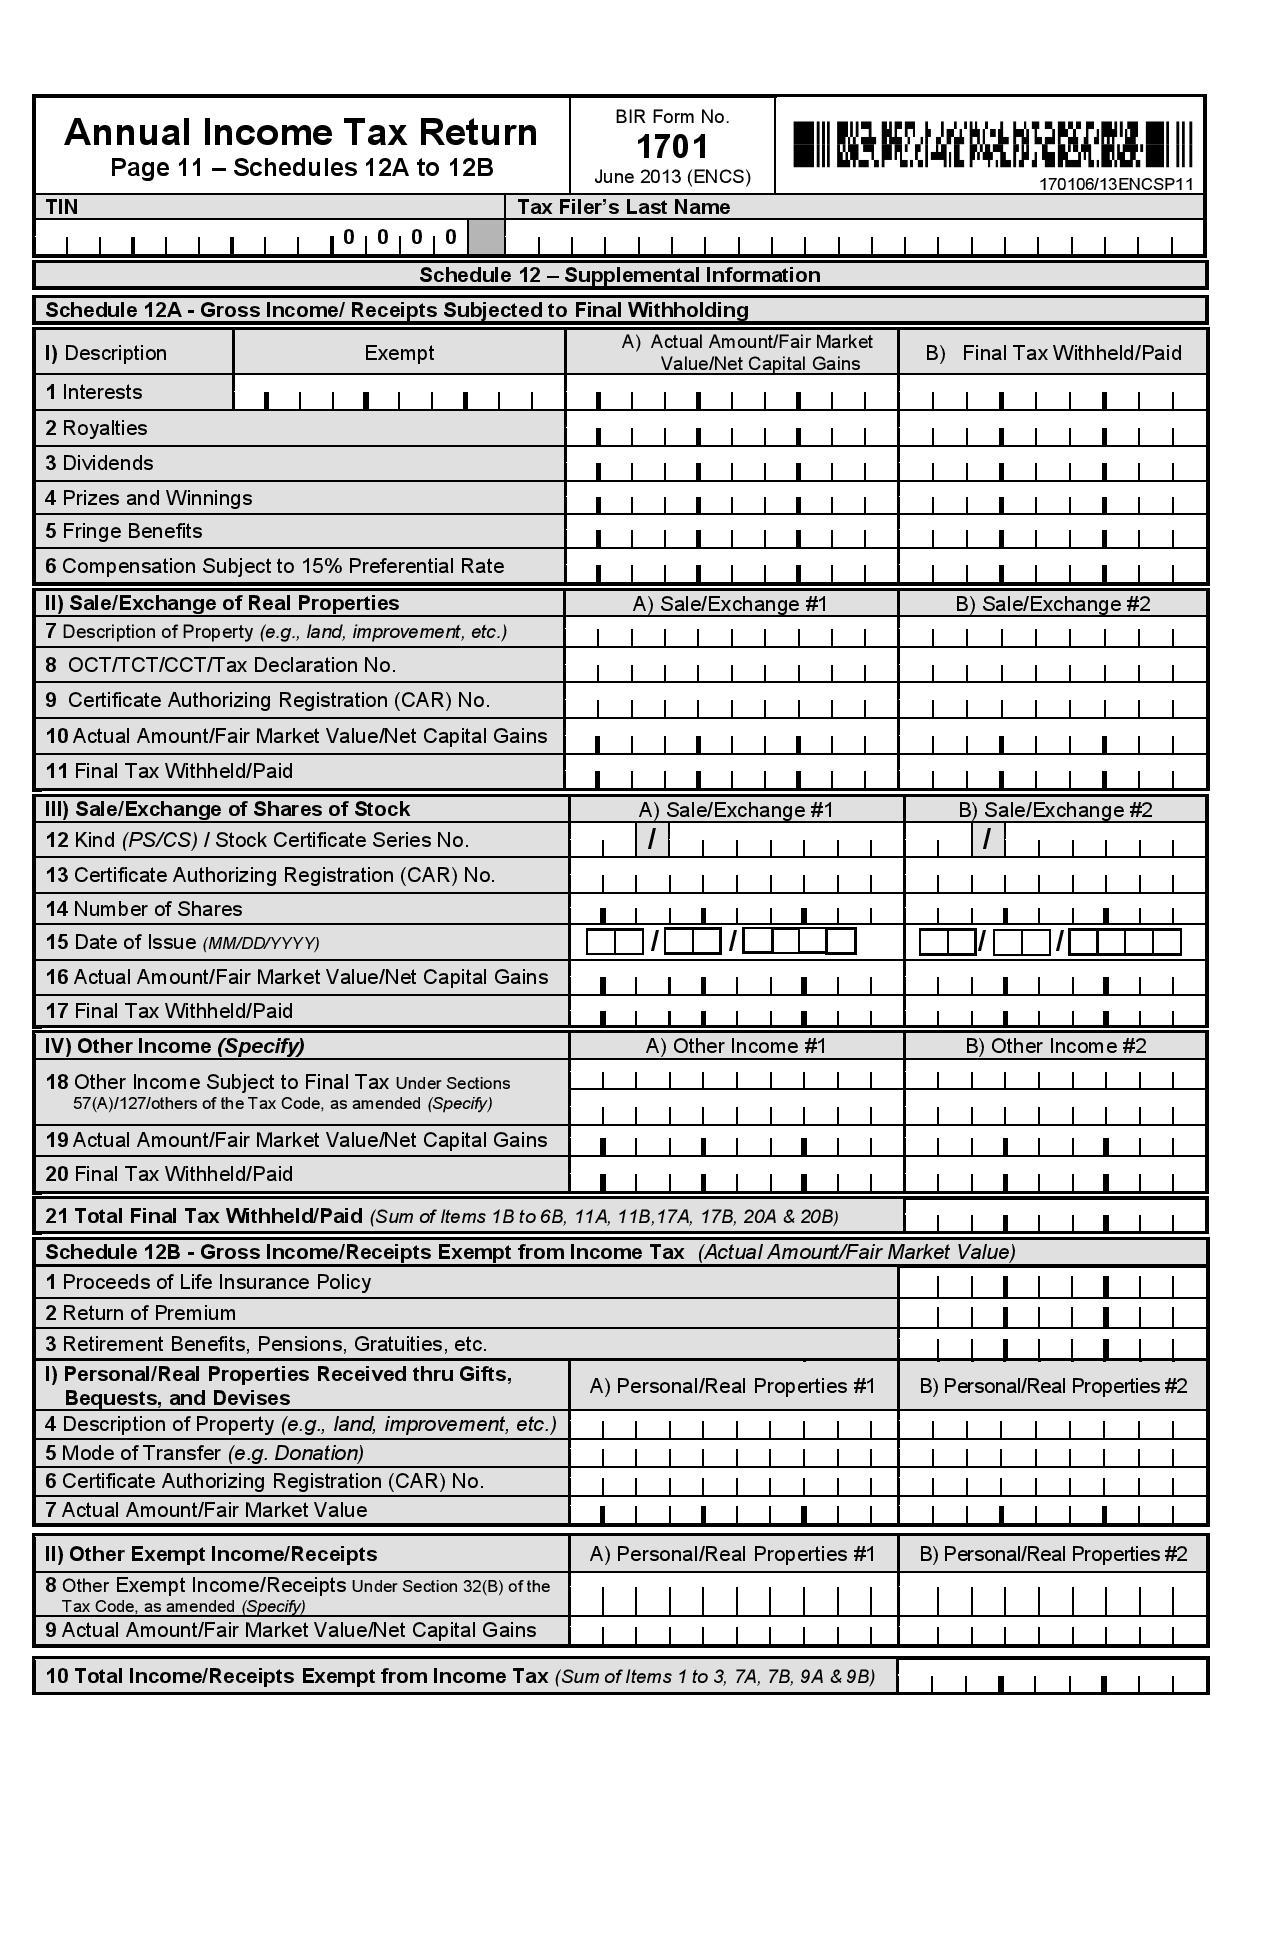 Annual Income Tax Return
Page 11 – Schedules 12A to 12B
BIR Form No.
1701
June 2013 (ENCS)
170106/13ENCSP11
TIN
Tax Filer's Last Name
0 0 0 0
Schedule 12 – Supplemental Information
Schedule 12A - Gross Income/ Receipts Subjected to Final Withholding
I) Description
Exempt
A) Actual Amount/Fair Market
Value/Net Capital Gains
B) Final Tax Withheld/Paid
1 Interests
2 Royalties
3 Dividends
4 Prizes and Winnings
5 Fringe Benefits
6 Compensation Subject to 15% Preferential Rate
II) Sale/Exchange of Real Properties
A) Sale/Exchange #1
B) Sale/Exchange #2
7 Description of Property (e.g., land, improvement, etc.)
8 OCT/TCT/CCT/Tax Declaration No.
9 Certificate Authorizing Registration (CAR) No.
10 Actual Amount/Fair Market Value/Net Capital Gains
11 Final Tax Withheld/Paid
III) Sale/Exchange of Shares of Stock
A) Sale/Exchange #1
B) Sale/Exchange #2
12 Kind (PS/CS) / Stock Certificate Series No.
/
/
13 Certificate Authorizing Registration (CAR) No.
14 Number of Shares
15 Date of Issue (MM/DD/YYYY)
/ /
/ /
16 Actual Amount/Fair Market Value/Net Capital Gains
17 Final Tax Withheld/Paid
IV) Other Income (Specify)
A) Other Income #1
B) Other Income #2
18 Other Income Subject to Final Tax Under Sections
57(A)/127/others of the Tax Code, as amended (Specify)
19 Actual Amount/Fair Market Value/Net Capital Gains
20 Final Tax Withheld/Paid
21 Total Final Tax Withheld/Paid (Sum of Items 1B to 6B, 11A, 11B,17A, 17B, 20A & 20B)
Schedule 12B - Gross Income/Receipts Exempt from Income Tax (Actual Amount/Fair Market Value)
1 Proceeds of Life Insurance Policy
2 Return of Premium
3 Retirement Benefits, Pensions, Gratuities, etc.
I) Personal/Real Properties Received thru Gifts,
Bequests, and Devises
A) Personal/Real Properties #1
B) Personal/Real Properties #2
4 Description of Property (e.g., land, improvement, etc.)
5 Mode of Transfer (e.g. Donation)
6 Certificate Authorizing Registration (CAR) No.
7 Actual Amount/Fair Market Value
II) Other Exempt Income/Receipts
A) Personal/Real Properties #1
B) Personal/Real Properties #2
8 Other Exempt Income/Receipts Under Section 32(B) of the
Tax Code, as amended (Specify)
9 Actual Amount/Fair Market Value/Net Capital Gains
10 Total Income/Receipts Exempt from Income Tax (Sum of Items 1 to 3, 7A, 7B, 9A & 9B)